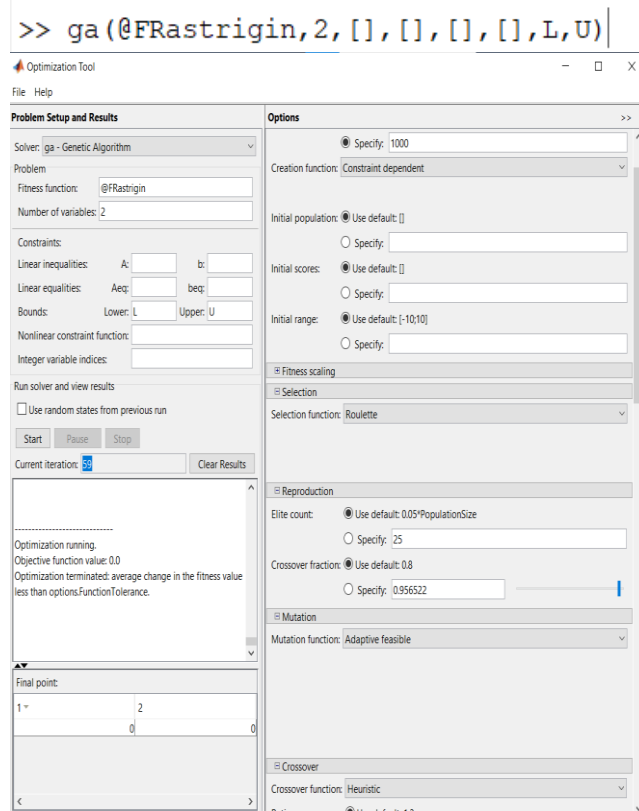 >> ga(@FRastrigin,2,[],[],[],[],L,U)
Optimization Tool
File Help
Problem Setup and Results
Solver: ga - Genetic Algorithm
Problem
Fitness function: @FRastrigin
Number of variables: 2
Constraints:
Linear inequalities: A: b:
Linear equalities: Aeq: beq:
Bounds: Lower: L Upper: U
Nonlinear constraint function:
Integer variable indices:
Run solver and view results
Use random states from previous run
Start Pause Stop
Current iteration: 59 Clear Results
-----------------------------
Optimization running.
Objective function value: 0.0
Optimization terminated: average change in the fitness value
less than options.FunctionTolerance.
Final point:
1 2
0 0
Options >>
Specify: 1000
Creation function: Constraint dependent
Initial population: Use default: []
Specify:
Initial scores: Use default: []
Specify:
Initial range: Use default: [-10;10]
Specify:
Fitness scaling
Selection
Selection function: Roulette
Reproduction
Elite count: Use default: 0.05*PopulationSize
Specify: 25
Crossover fraction: Use default: 0.8
Specify: 0.956522
Mutation
Mutation function: Adaptive feasible
Crossover
Crossover function: Heuristic